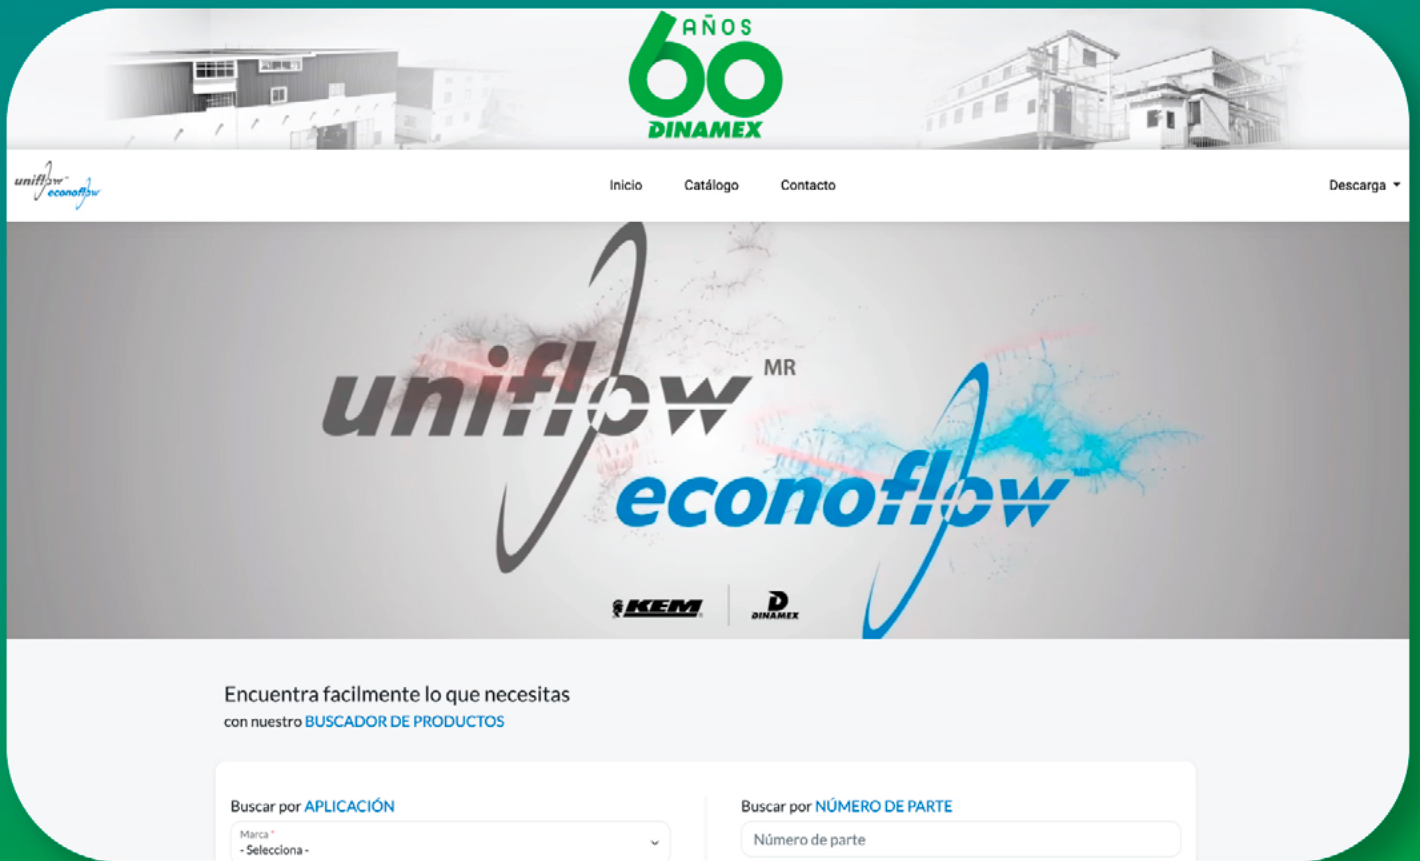 AÑOS
60
DINAMEX
uniflow
econoflow
Inicio Catálogo Contacto Descarga
uniflow MR
econoflow MR
KEM DINAMEX
Encuentra facilmente lo que necesitas
con nuestro BUSCADOR DE PRODUCTOS
Buscar por APLICACIÓN
Marca *
- Selecciona -
Buscar por NÚMERO DE PARTE
Número de parte